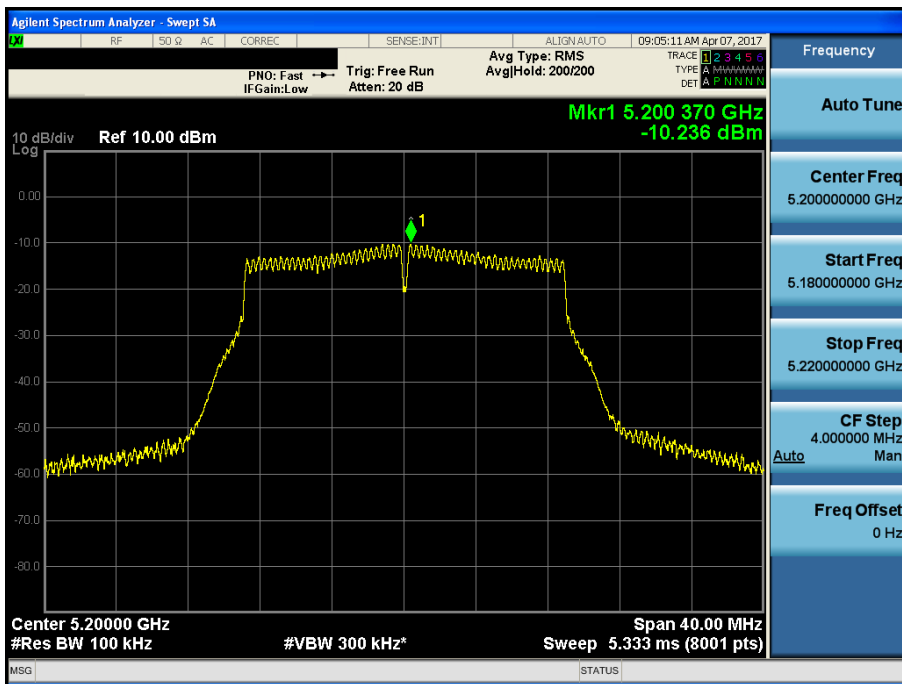 Agilent Spectrum Analyzer - Swept SA
LXI RF 50 Ω AC CORREC SENSE:INT ALIGNAUTO 09:05:11 AM Apr 07, 2017
Frequency
PNO: Fast
IFGain:Low
Trig: Free Run
Atten: 20 dB
Avg Type: RMS
Avg|Hold: 200/200
TRACE 1 2 3 4 5 6
TYPE A MWWWWW
DET A P N N N N
Mkr1 5.200 370 GHz
-10.236 dBm
10 dB/div Ref 10.00 dBm
Log
0.00
-10.0
-20.0
-30.0
-40.0
-50.0
-60.0
-70.0
-80.0
1
Center 5.20000 GHz Span 40.00 MHz
#Res BW 100 kHz #VBW 300 kHz* Sweep 5.333 ms (8001 pts)
MSG STATUS
Auto Tune
Center Freq
5.200000000 GHz
Start Freq
5.180000000 GHz
Stop Freq
5.220000000 GHz
CF Step
4.000000 MHz
Auto Man
Freq Offset
0 Hz